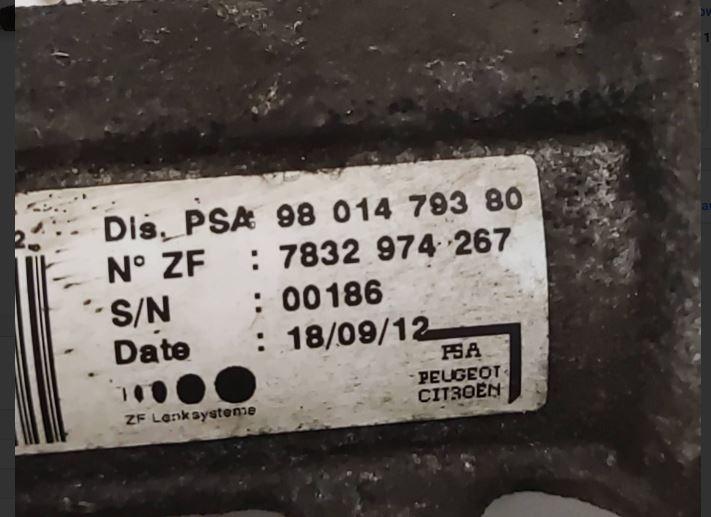 Dis. PSA: 98 014 793 80
N° ZF : 7832 974 267
S/N : 00186
Date : 18/09/12
PSA
PEUGEOT
CITROËN
ZF Lenksysteme